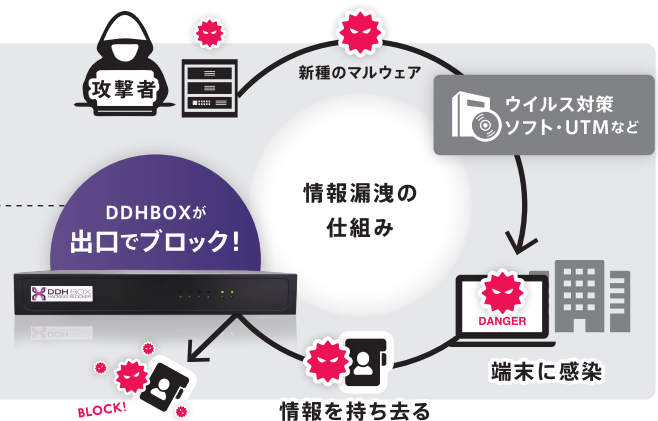 攻撃者
新種のマルウェア
ウイルス対策
ソフト・UTMなど
情報漏洩の
仕組み
DDHBOXが
出口でブロック!
DDH BOX
HACKING BLOCKER
DANGER
端末に感染
情報を持ち去る
BLOCK!